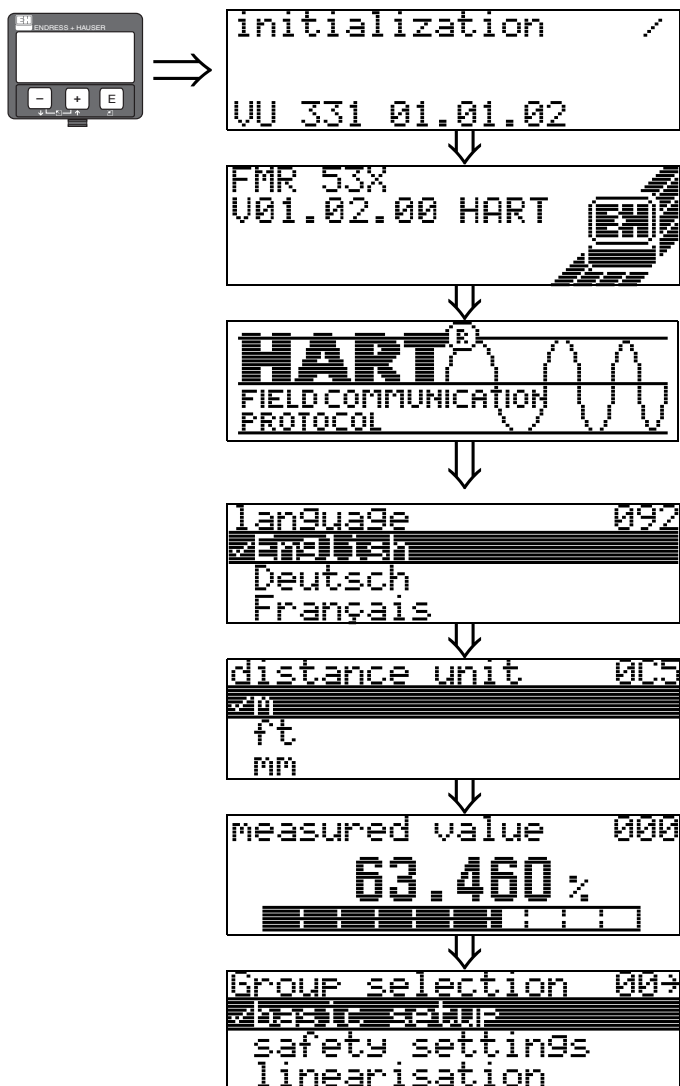 EH ENDRESS + HAUSER
- + E
initialization /
VU 331 01.01.02
FMR 53X
V01.02.00 HART
EH
HART®
FIELD COMMUNICATION
PROTOCOL
language 092
✓English
Deutsch
Français
distance unit 0C5
✓m
ft
mm
measured value 000
63.460 %
Group selection 00→
✓basic setup
safety settings
linearisation